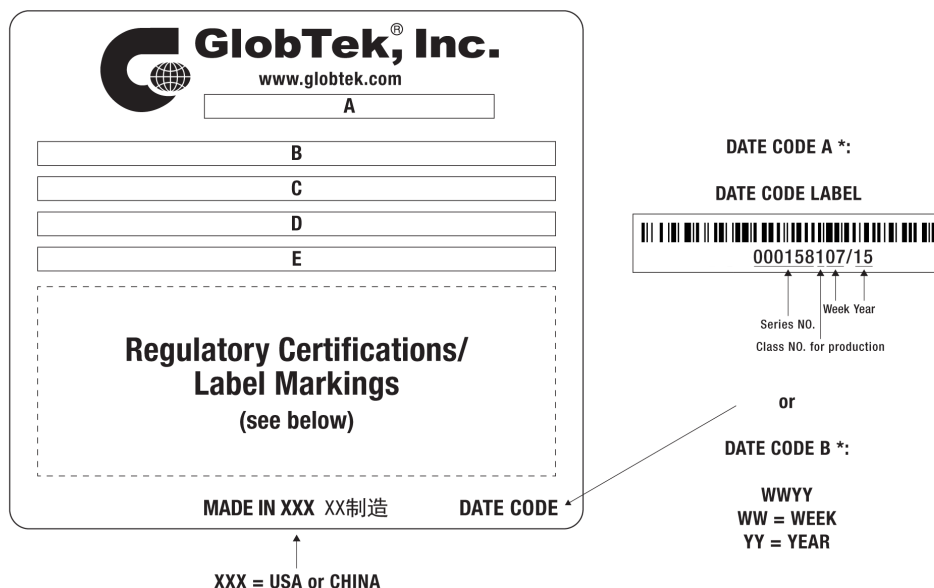 GlobTek,® Inc.
www.globtek.com
A
B
C
D
E
Regulatory Certifications/
Label Markings
(see below)
MADE IN XXX XX制造 DATE CODE
XXX = USA or CHINA
DATE CODE A *:
DATE CODE LABEL
000158107/15
Week Year
Series NO.
Class NO. for production
or
DATE CODE B *:
WWYY
WW = WEEK
YY = YEAR